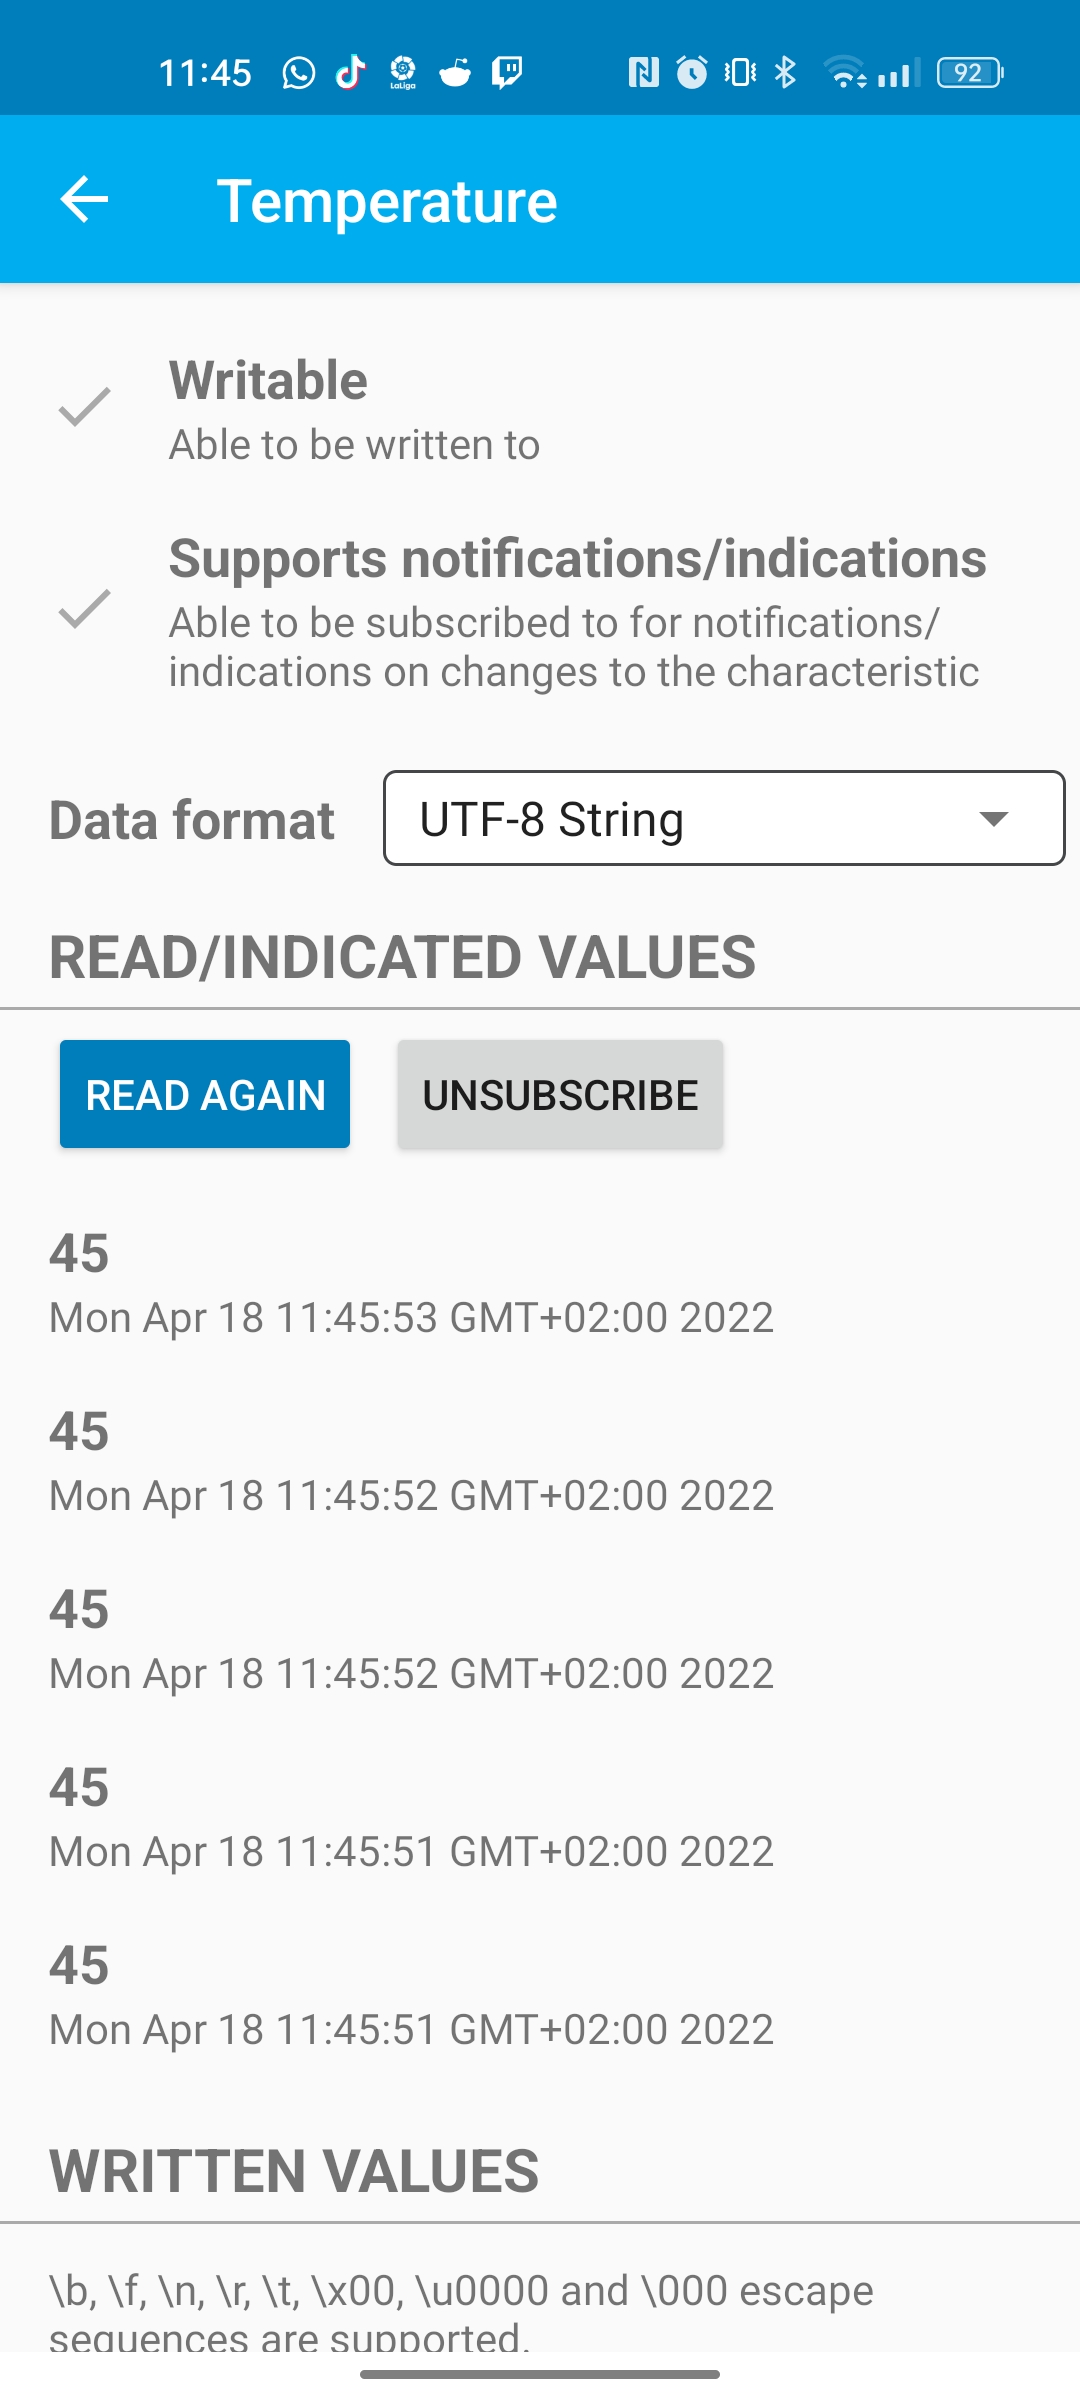 11:45
LaLiga
92
Temperature
Writable
Able to be written to
Supports notifications/indications
Able to be subscribed to for notifications/
indications on changes to the characteristic
Data format
UTF-8 String
READ/INDICATED VALUES
READ AGAIN
UNSUBSCRIBE
45
Mon Apr 18 11:45:53 GMT+02:00 2022
45
Mon Apr 18 11:45:52 GMT+02:00 2022
45
Mon Apr 18 11:45:52 GMT+02:00 2022
45
Mon Apr 18 11:45:51 GMT+02:00 2022
45
Mon Apr 18 11:45:51 GMT+02:00 2022
WRITTEN VALUES
\b, \f, \n, \r, \t, \x00, \u0000 and \000 escape
sequences are supported.